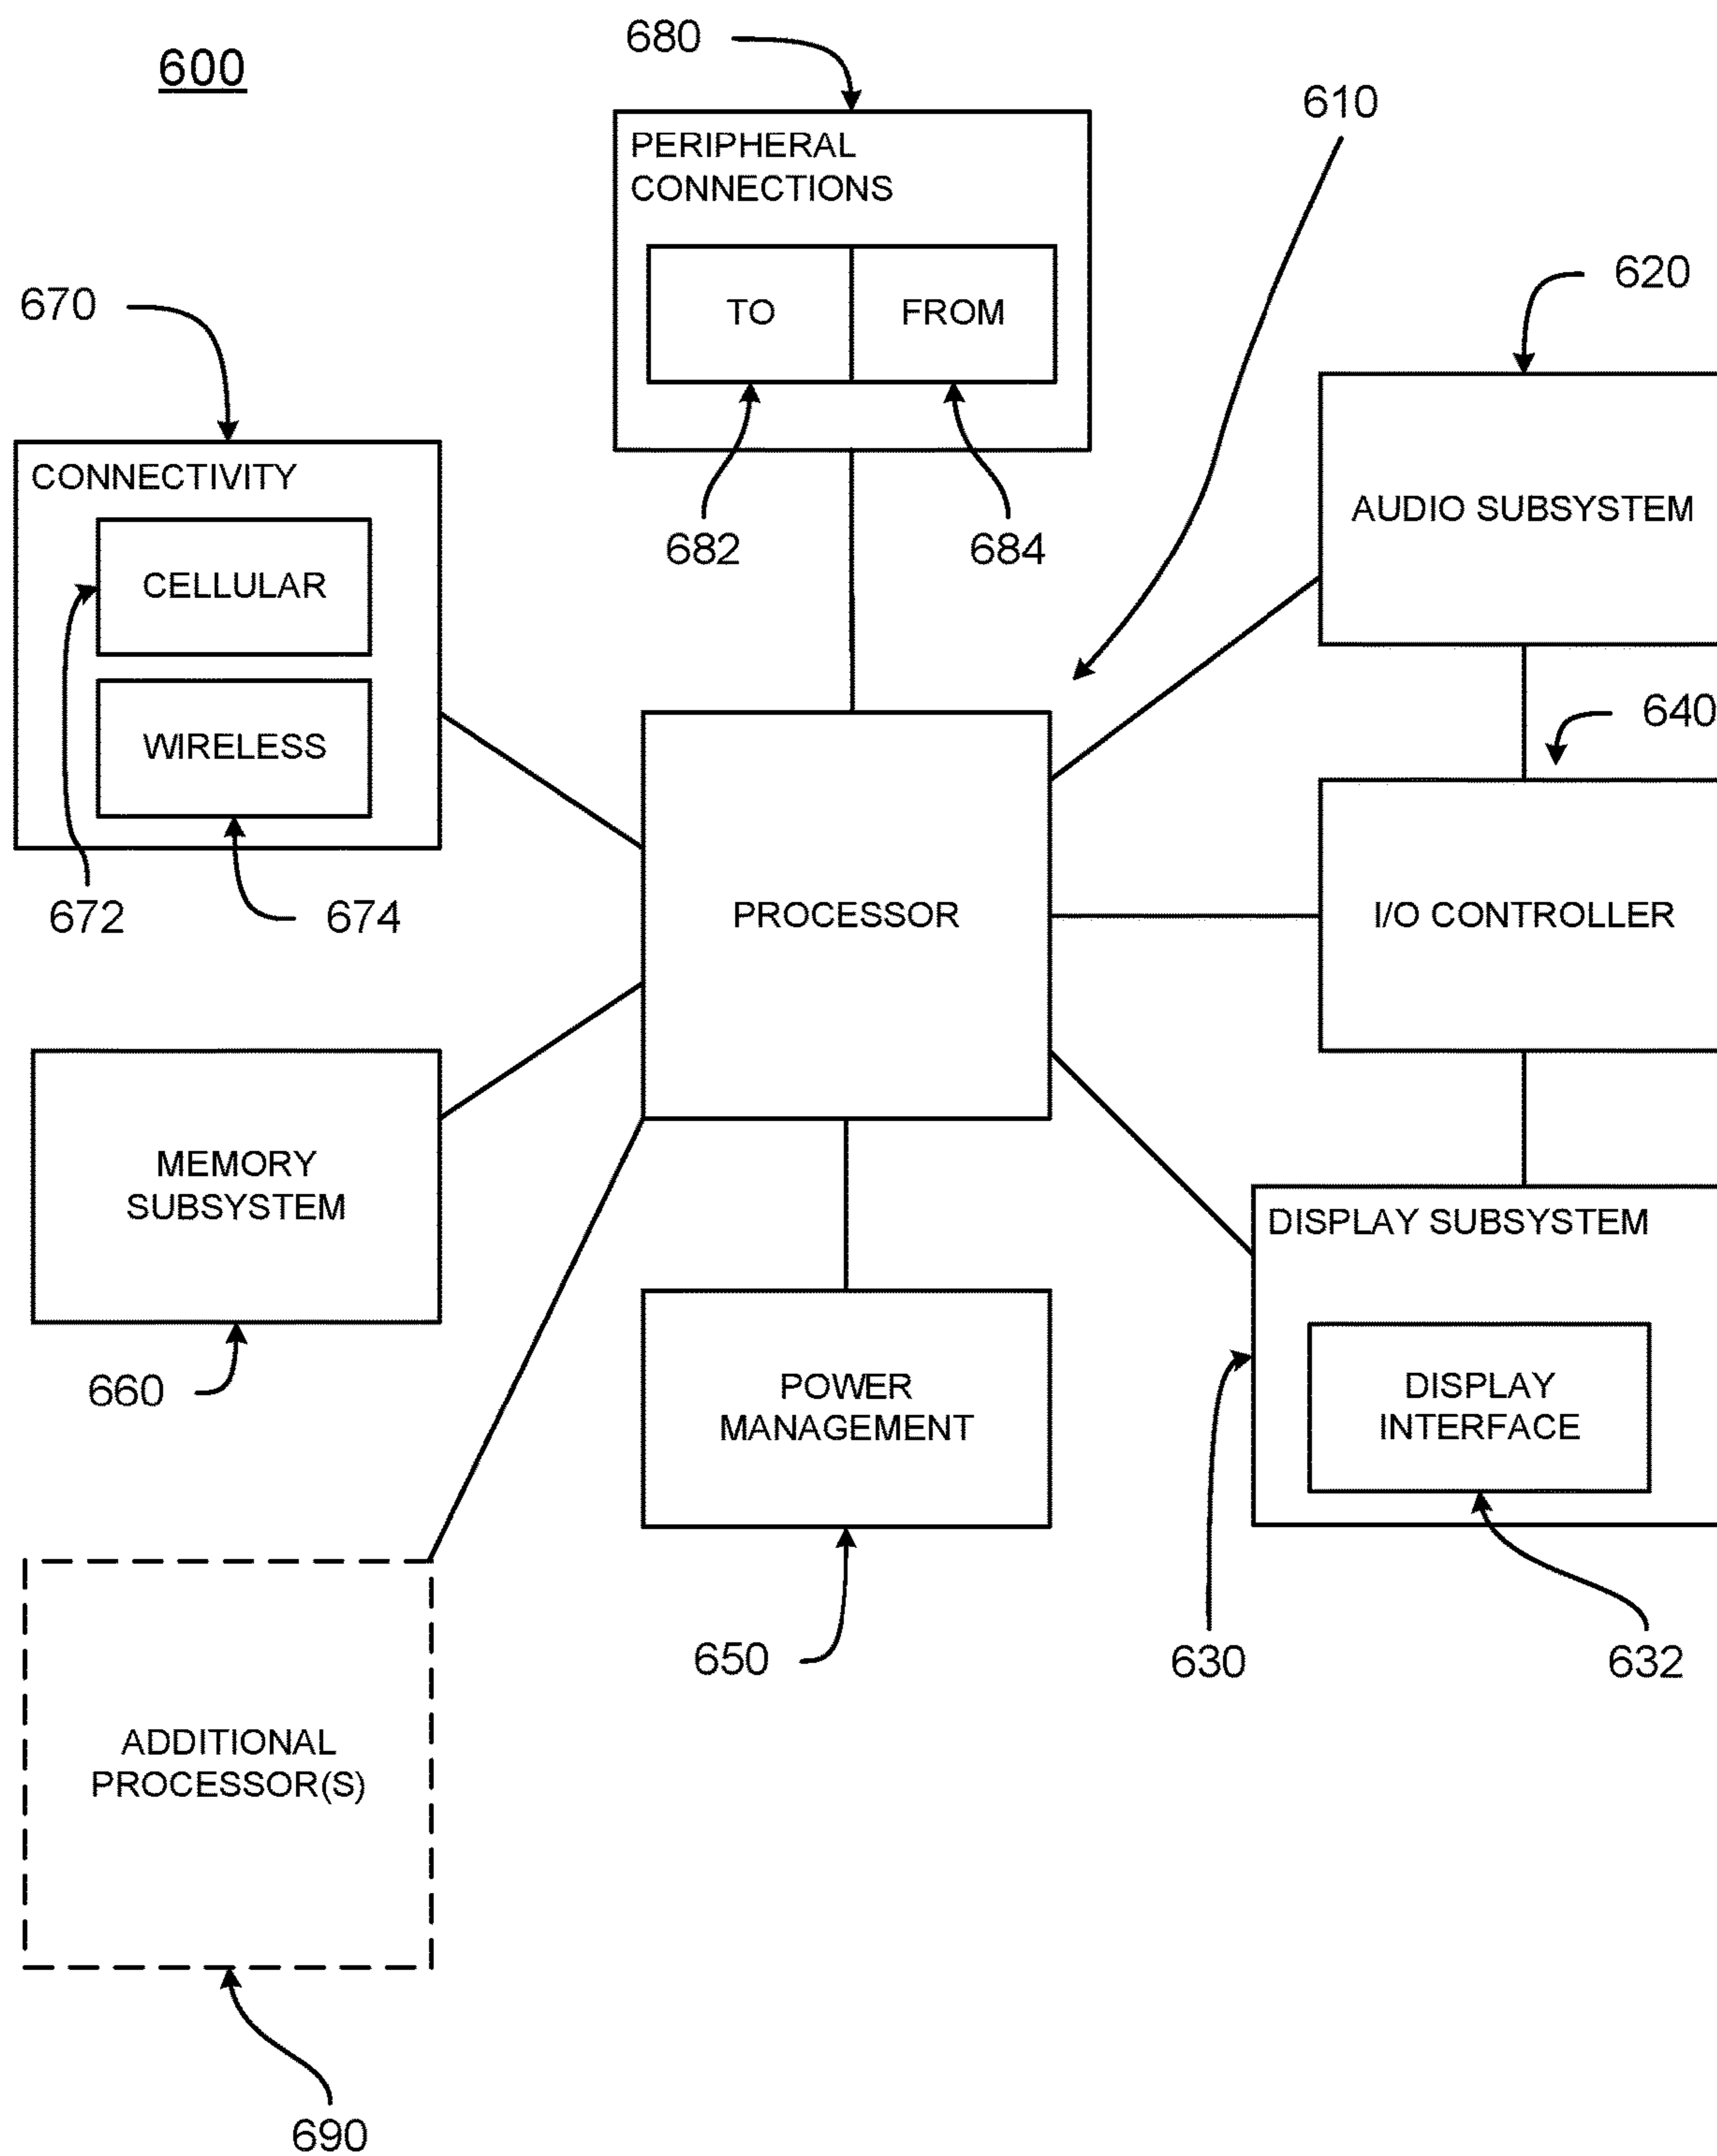 680
600
610
PERIPHERAL
CONNECTIONS
620
670
TO
FROM
CONNECTIVITY
AUDIO SUBSYSTEM
682
684
CELLULAR
640
WIRELESS
672
674
PROCESSOR
I/O CONTROLLER
MEMORY
SUBSYSTEM
DISPLAY SUBSYSTEM
660
POWER
MANAGEMENT
DISPLAY
INTERFACE
650
630
632
ADDITIONAL
PROCESSOR(S)
690